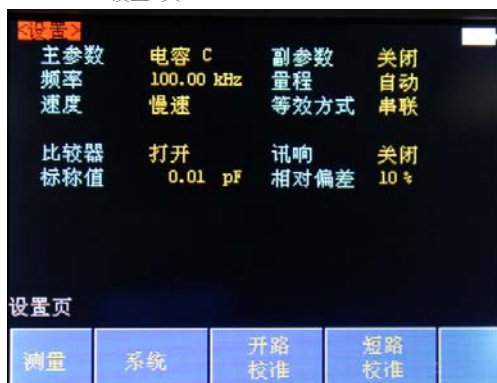 <设置>
主参数 电容 C 副参数 关闭
频率 100.00 kHz 量程 自动
速度 慢速 等效方式 串联
比较器 打开 讯响 关闭
标称值 0.01 pF 相对偏差 10 %
设置页
测量 系统 开路校准 短路校准